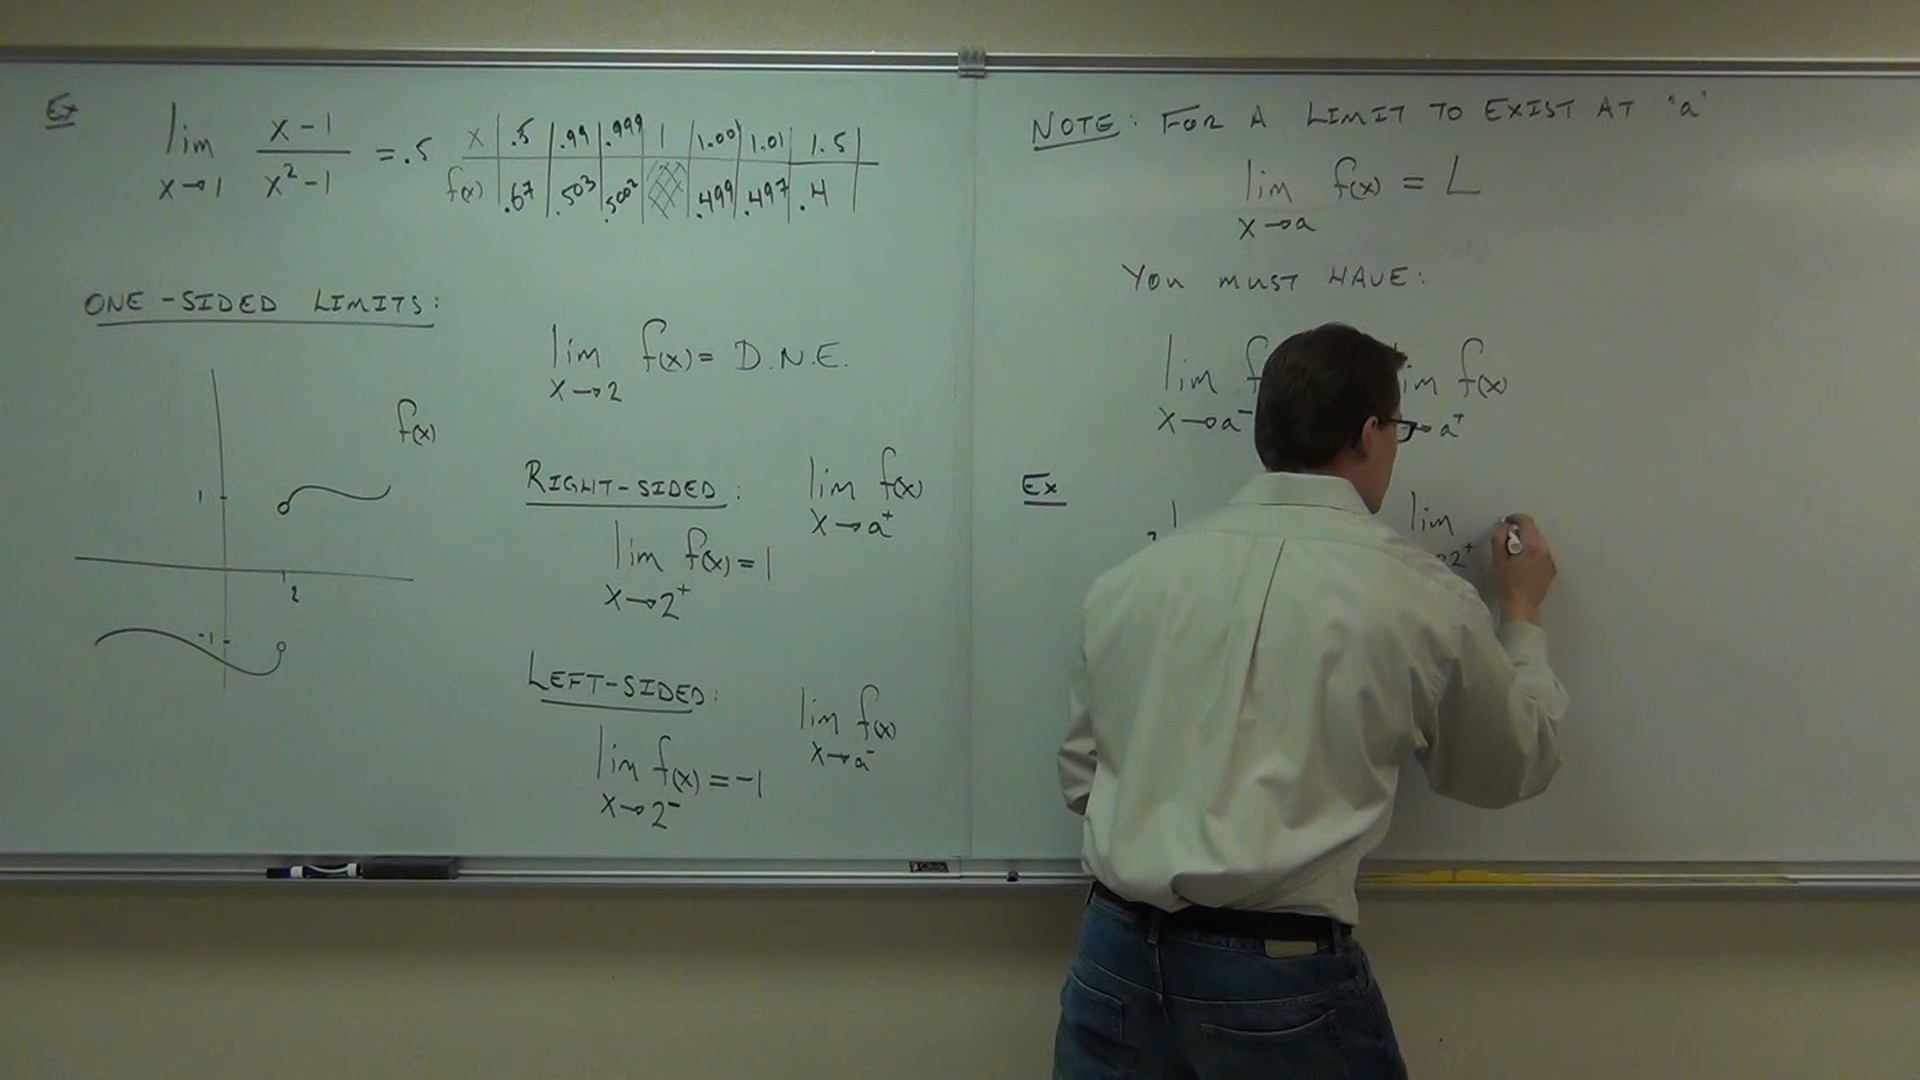 Ex
lim x→1 x-1 / x²-1 = .5
x | .5 | .99 | .999 | 1 | 1.001 | 1.01 | 1.5 |
f(x) | .67 | .503 | .5002 | | .499 | .497 | .4 |
ONE-SIDED LIMITS:
f(x)
1
2
-1
lim x→2 f(x) = D.N.E.
RIGHT-SIDED: lim x→a⁺ f(x)
lim x→2⁺ f(x) = 1
LEFT-SIDED: lim x→a⁻ f(x)
lim x→2⁻ f(x) = -1
NOTE: FOR A LIMIT TO EXIST AT "a"
lim x→a f(x) = L
YOU MUST HAVE:
lim x→a⁻ f lim →a⁺ f(x)
Ex
lim 2⁺